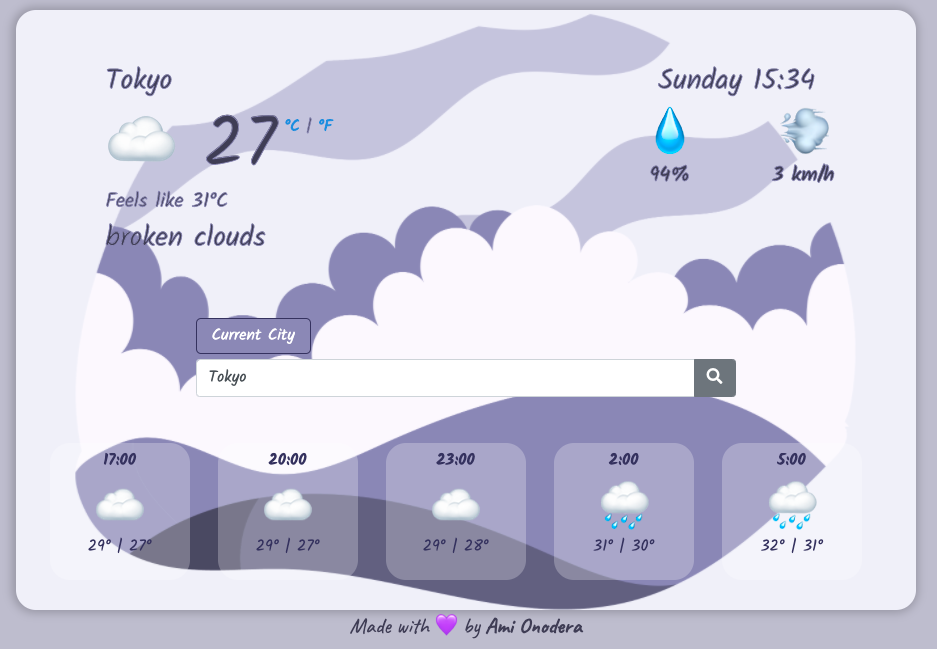 Tokyo
Sunday 15:34
27 °C | °F
94%
3 km/h
Feels like 31°C
broken clouds
Current City
Tokyo
17:00
29° | 27°
20:00
29° | 27°
23:00
29° | 28°
2:00
31° | 30°
5:00
32° | 31°
Made with 💜 by Ami Onodera